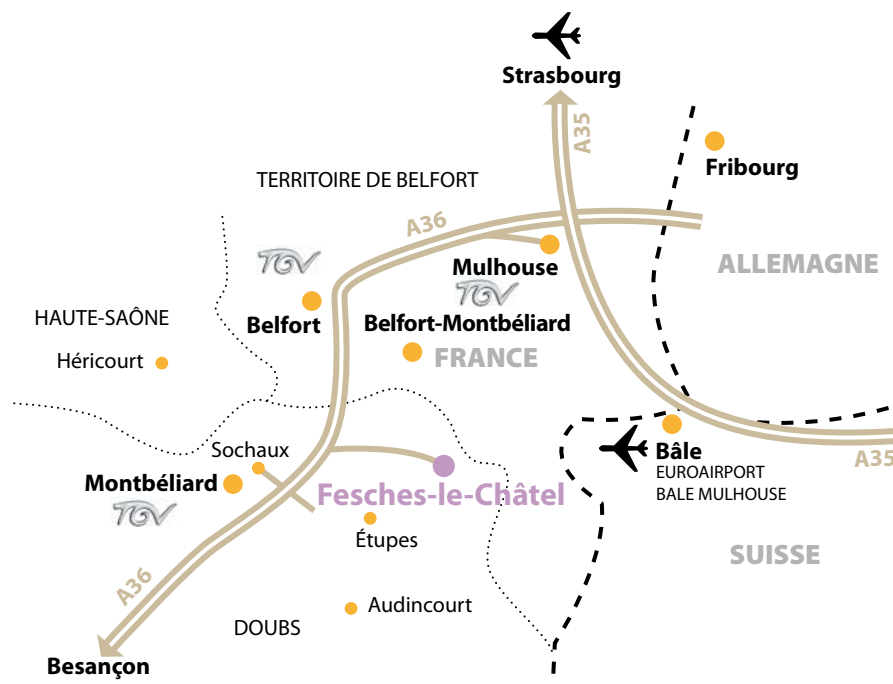 Strasbourg
A35
Fribourg
TERRITOIRE DE BELFORT
A36
Mulhouse
TGV
ALLEMAGNE
TGV
HAUTE-SAÔNE
Belfort
Belfort-Montbéliard
FRANCE
Héricourt
Sochaux
Bâle
EUROAIRPORT
BALE MULHOUSE
A35
Montbéliard
TGV
Fesches-le-Châtel
Étupes
SUISSE
A36
Audincourt
DOUBS
Besançon